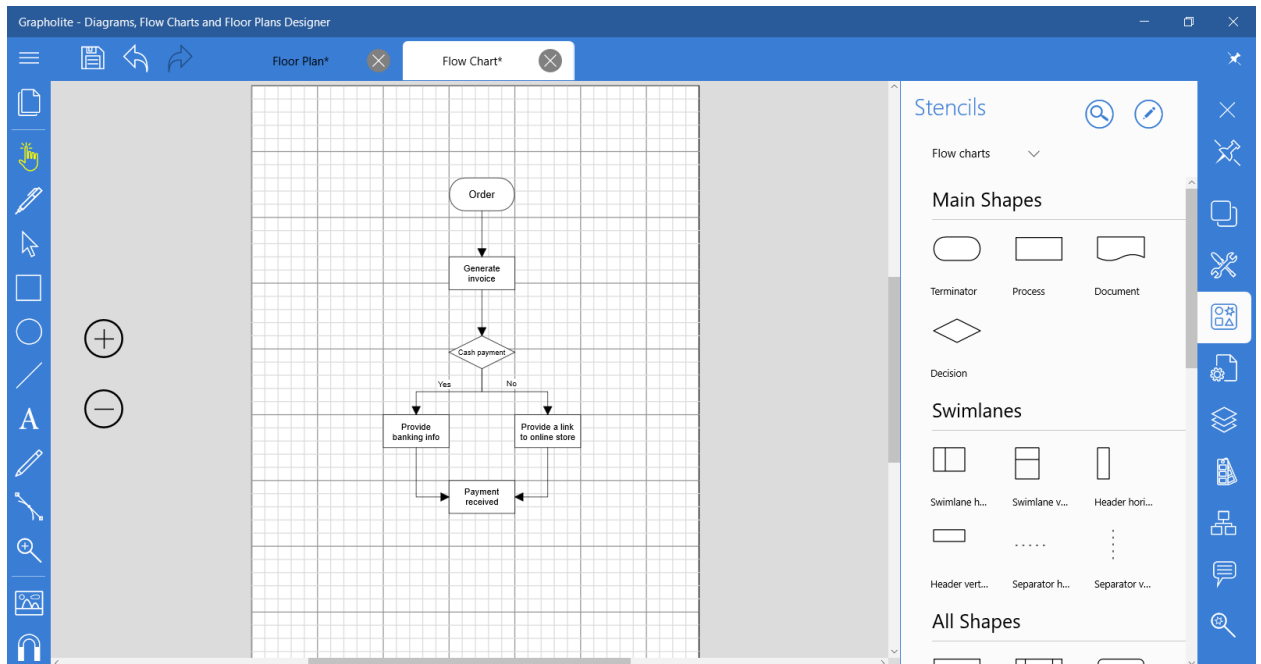 Grapholite - Diagrams, Flow Charts and Floor Plans Designer
Floor Plan*
Flow Chart*
Order
Generate
invoice
Cash payment
Yes
No
Provide
banking info
Provide a link
to online store
Payment
received
A
Stencils
Flow charts
Main Shapes
Terminator
Process
Document
Decision
Swimlanes
Swimlane h...
Swimlane v...
Header hori...
Header vert...
Separator h...
Separator v...
All Shapes